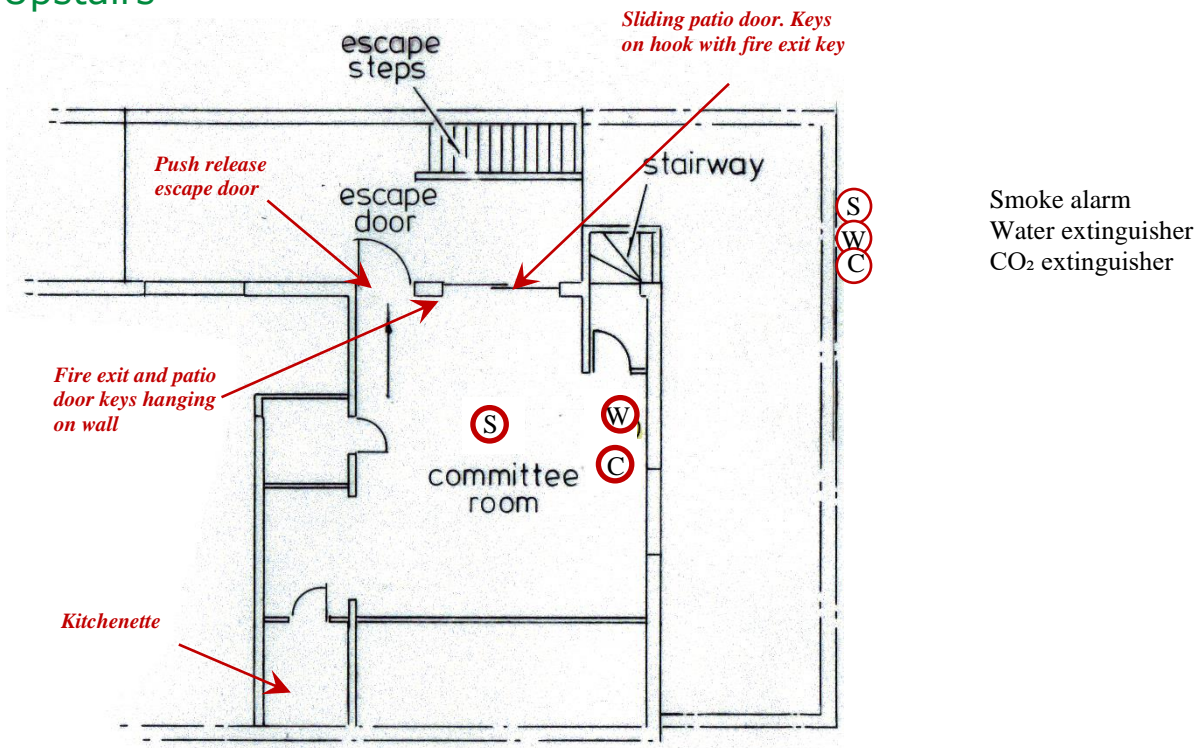 Upstairs
Sliding patio door. Keys
on hook with fire exit key
escape
steps
Push release
escape door
stairway
escape
door
S
Smoke alarm
W
Water extinguisher
C
CO₂ extinguisher
Fire exit and patio
door keys hanging
on wall
S
W
C
committee
room
Kitchenette